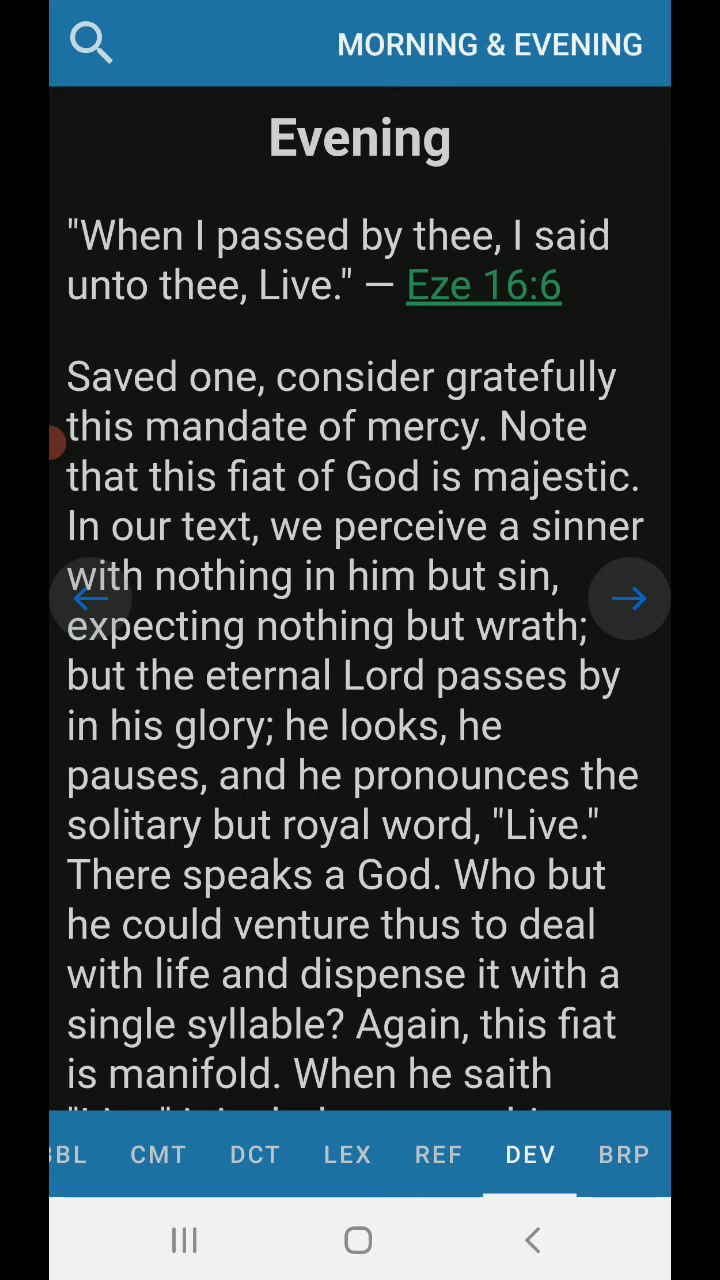 MORNING & EVENING
Evening
"When I passed by thee, I said
unto thee, Live." — Eze 16:6
Saved one, consider gratefully
this mandate of mercy. Note
that this fiat of God is majestic.
In our text, we perceive a sinner
with nothing in him but sin,
expecting nothing but wrath;
but the eternal Lord passes by
in his glory; he looks, he
pauses, and he pronounces the
solitary but royal word, "Live."
There speaks a God. Who but
he could venture thus to deal
with life and dispense it with a
single syllable? Again, this fiat
is manifold. When he saith
BBL CMT DCT LEX REF DEV BRP